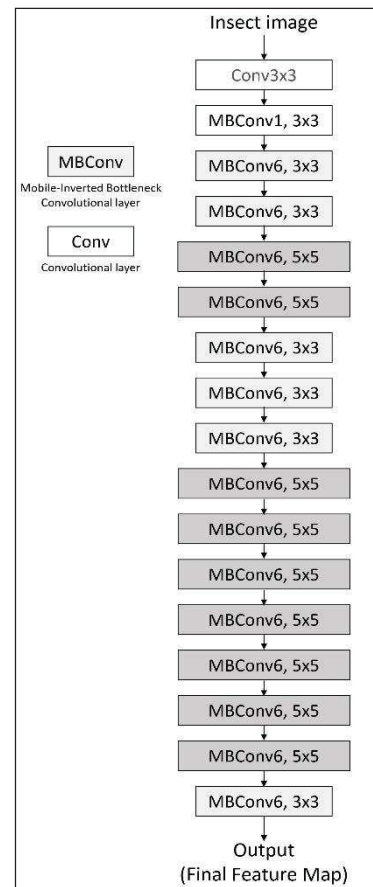 Insect image
Conv3x3
MBConv1, 3x3
MBConv
Mobile-Inverted Bottleneck
Convolutional layer
Conv
Convolutional layer
MBConv6, 3x3
MBConv6, 3x3
MBConv6, 5x5
MBConv6, 5x5
MBConv6, 3x3
MBConv6, 3x3
MBConv6, 3x3
MBConv6, 5x5
MBConv6, 5x5
MBConv6, 5x5
MBConv6, 5x5
MBConv6, 5x5
MBConv6, 5x5
MBConv6, 5x5
MBConv6, 3x3
Output
(Final Feature Map)